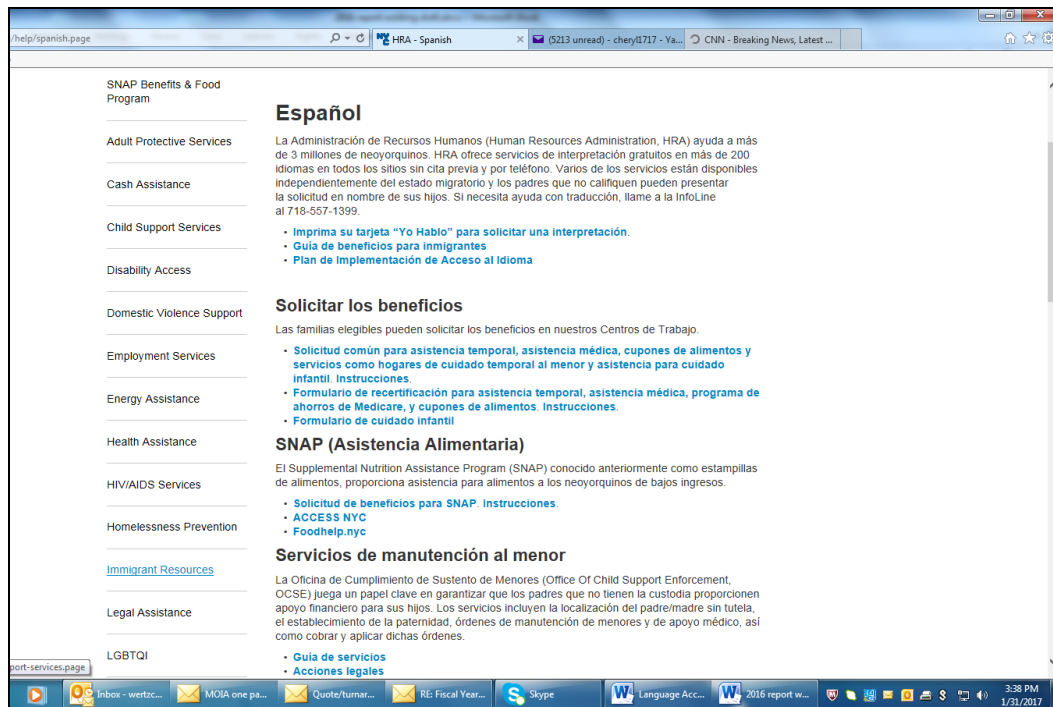 2016 report working draft.docx - Microsoft Word
/help/spanish.page
HRA - Spanish
(5213 unread) - cheryl1717 - Ya...
CNN - Breaking News, Latest ...
SNAP Benefits & Food
Program
Adult Protective Services
Cash Assistance
Child Support Services
Disability Access
Domestic Violence Support
Employment Services
Energy Assistance
Health Assistance
HIV/AIDS Services
Homelessness Prevention
Immigrant Resources
Legal Assistance
LGBTQI
port-services.page
Español
La Administración de Recursos Humanos (Human Resources Administration, HRA) ayuda a más
de 3 millones de neoyorquinos. HRA ofrece servicios de interpretación gratuitos en más de 200
idiomas en todos los sitios sin cita previa y por teléfono. Varios de los servicios están disponibles
independientemente del estado migratorio y los padres que no califiquen pueden presentar
la solicitud en nombre de sus hijos. Si necesita ayuda con traducción, llame a la InfoLine
al 718-557-1399.
• Imprima su tarjeta “Yo Hablo” para solicitar una interpretación.
• Guía de beneficios para inmigrantes
• Plan de Implementación de Acceso al Idioma
Solicitar los beneficios
Las familias elegibles pueden solicitar los beneficios en nuestros Centros de Trabajo.
• Solicitud común para asistencia temporal, asistencia médica, cupones de alimentos y
servicios como hogares de cuidado temporal al menor y asistencia para cuidado
infantil. Instrucciones.
• Formulario de recertificación para asistencia temporal, asistencia médica, programa de
ahorros de Medicare, y cupones de alimentos. Instrucciones.
• Formulario de cuidado infantil
SNAP (Asistencia Alimentaria)
El Supplemental Nutrition Assistance Program (SNAP) conocido anteriormente como estampillas
de alimentos, proporciona asistencia para alimentos a los neoyorquinos de bajos ingresos.
• Solicitud de beneficios para SNAP. Instrucciones.
• ACCESS NYC
• Foodhelp.nyc
Servicios de manutención al menor
La Oficina de Cumplimiento de Sustento de Menores (Office Of Child Support Enforcement,
OCSE) juega un papel clave en garantizar que los padres que no tienen la custodia proporcionen
apoyo financiero para sus hijos. Los servicios incluyen la localización del padre/madre sin tutela,
el establecimiento de la paternidad, órdenes de manutención de menores y de apoyo médico, así
como cobrar y aplicar dichas órdenes.
• Guía de servicios
• Acciones legales
Inbox - wertzc...
MOIA one pa...
Quote/turnar...
RE: Fiscal Year...
Skype
Language Acc...
2016 report w...
3:38 PM
1/31/2017